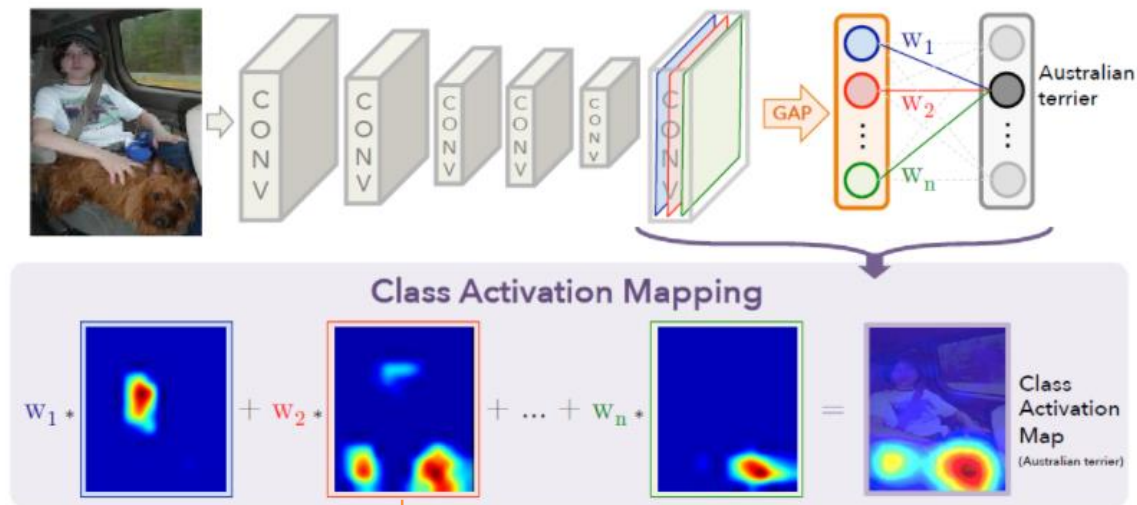 CONV
CONV
CONV
CONV
CONV
CONV
GAP
w₁
w₂
⋮
wₙ
⋮
Australian
terrier
Class Activation Mapping
w₁ * + w₂ * + ... + wₙ * =
Class
Activation
Map
(Australian terrier)